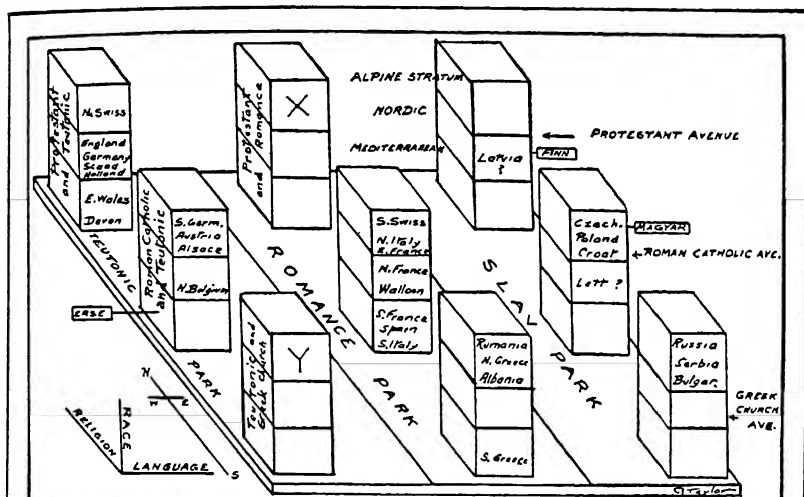 ALPINE STRATUM
NORDIC
MEDITERRANEAN
PROTESTANT AVENUE
FINN
Protestant
and Teutonic
N. Swiss
England
Germany
Scand
Holland
E. Wales
Devon
Protestant
and Romance
X
Latvia
?
Roman Catholic
and Teutonic
S. Germ.
Austria
Alsace
N. Belgium
S. Swiss
N. Italy
E. France
N. France
Walloon
S. France
Spain
S. Italy
Czech.
Poland
Croat
Lett ?
MAGYAR
ROMAN CATHOLIC AVE.
ERSE
TEUTONIC
PARK
ROMANCE
PARK
SLAV
PARK
Teutonic and
Greek Church
Y
Rumania
N. Greece
Albania
S. Greece
Russia
Serbia
Bulgar.
GREEK
CHURCH
AVE.
RELIGION
RACE
LANGUAGE
N
E
S
G Taylor